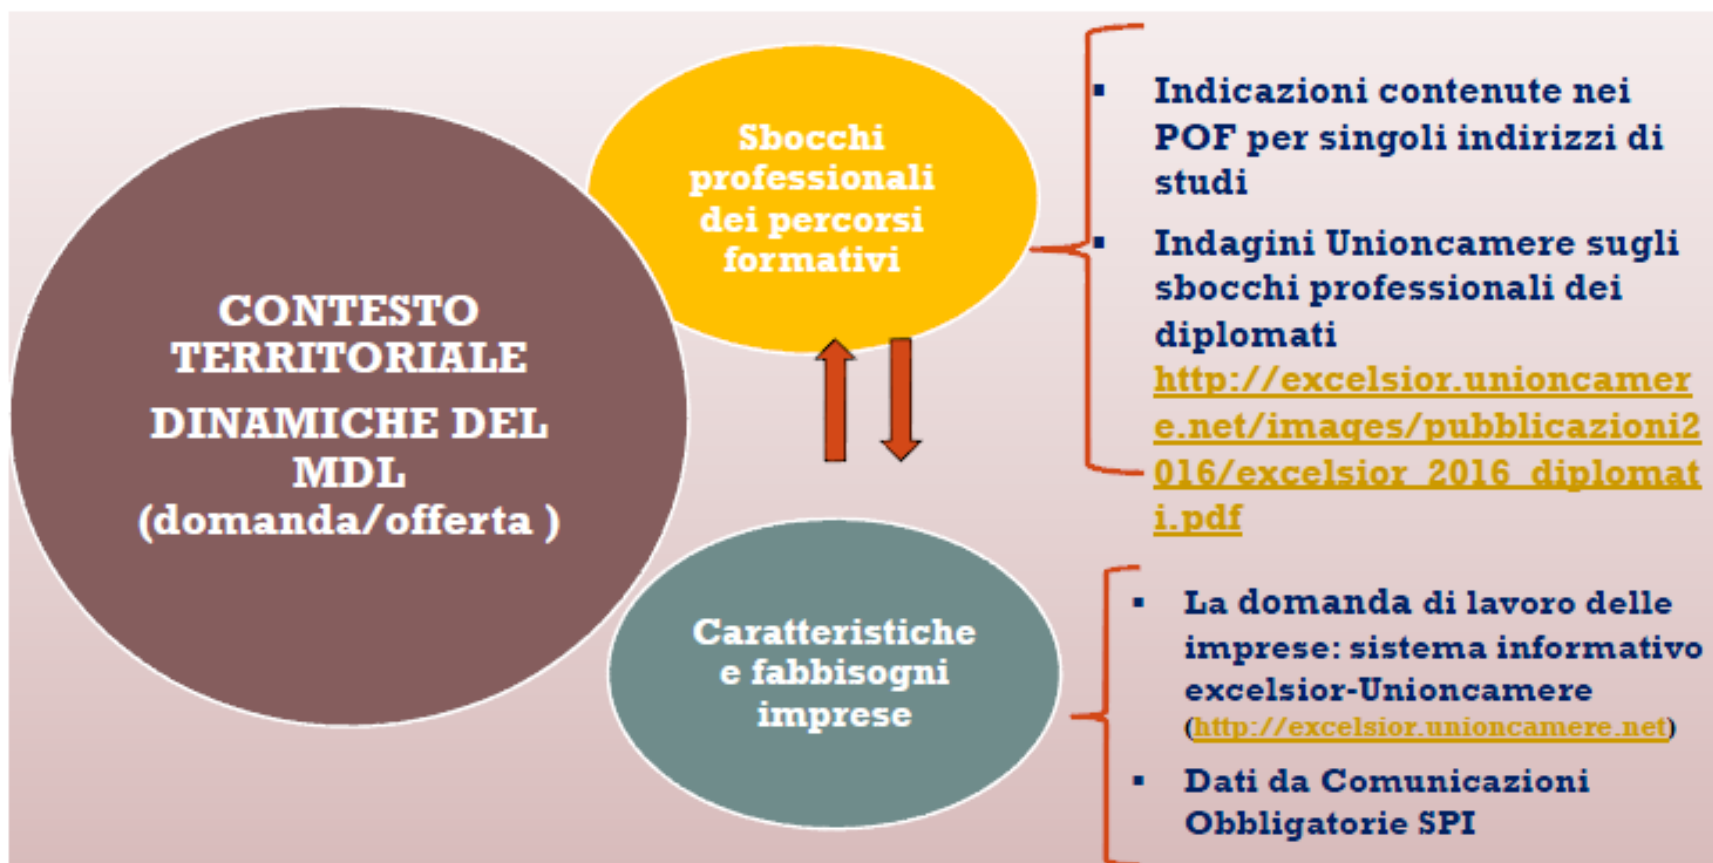 CONTESTO
TERRITORIALE
DINAMICHE DEL
MDL
(domanda/offerta )
Sbocchi
professionali
dei percorsi
formativi
▪ Indicazioni contenute nei
POF per singoli indirizzi di
studi
▪ Indagini Unioncamere sugli
sbocchi professionali dei
diplomati
http://excelsior.unioncamer
e.net/images/pubblicazioni2
016/excelsior_2016_diplomat
i.pdf
Caratteristiche
e fabbisogni
imprese
▪ La domanda di lavoro delle
imprese: sistema informativo
excelsior-Unioncamere
(http://excelsior.unioncamere.net)
▪ Dati da Comunicazioni
Obbligatorie SPI